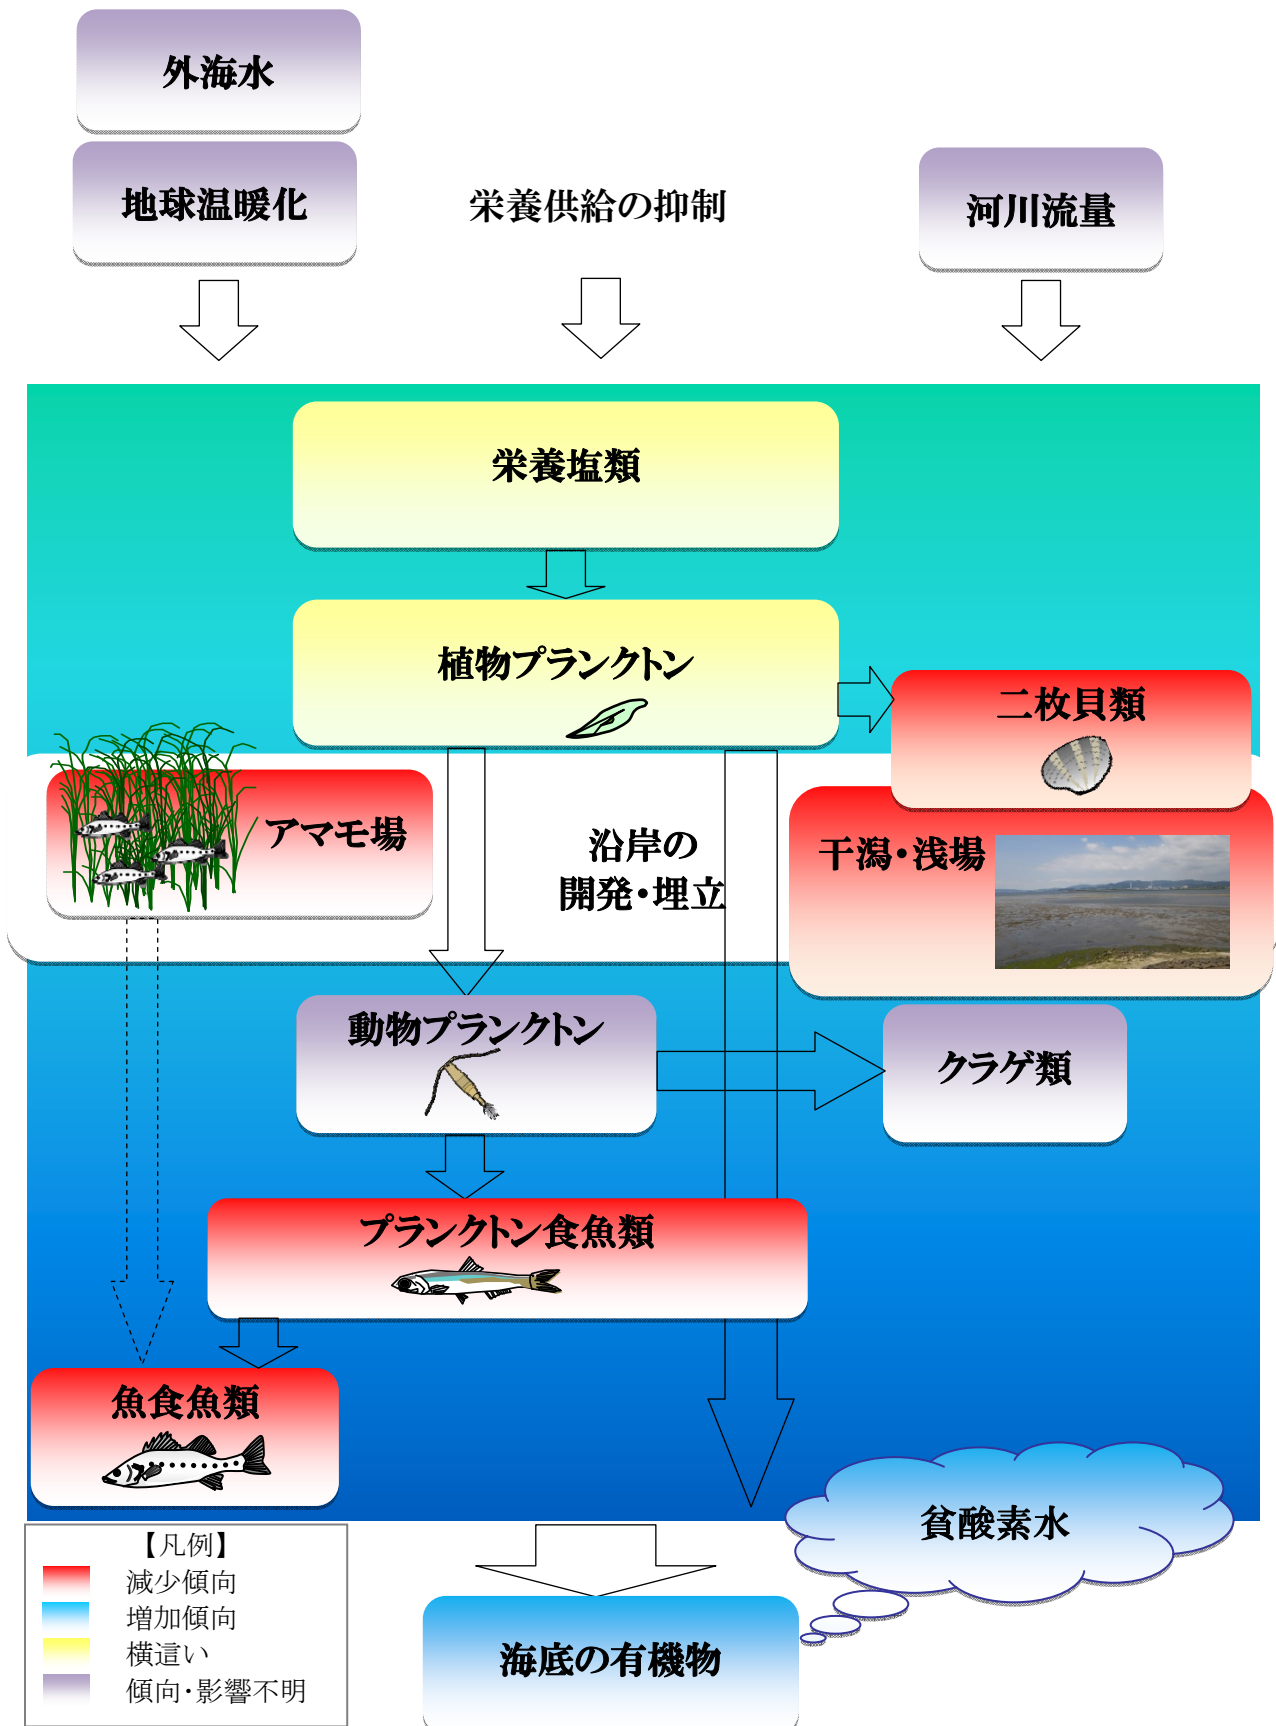 外海水
地球温暖化
栄養供給の抑制
河川流量
栄養塩類
植物プランクトン
二枚貝類
アマモ場
沿岸の
開発・埋立
干潟・浅場
動物プランクトン
クラゲ類
プランクトン食魚類
魚食魚類
貧酸素水
海底の有機物
【凡例】
減少傾向
増加傾向
横這い
傾向・影響不明